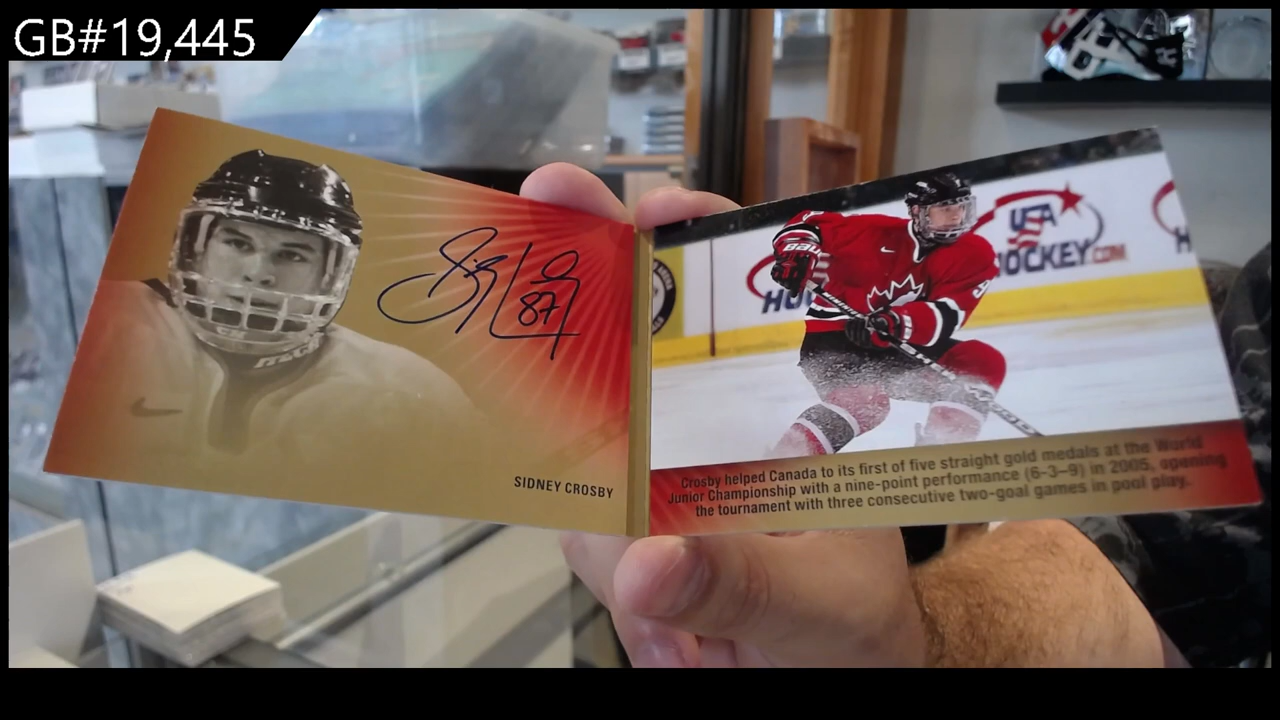 GB#19,445
87
SIDNEY CROSBY
USA
HOCKEY.COM
Crosby helped Canada to its first of five straight gold medals at the World
Junior Championship with a nine-point performance (6-3–9) in 2005, opening
the tournament with three consecutive two-goal games in pool play.